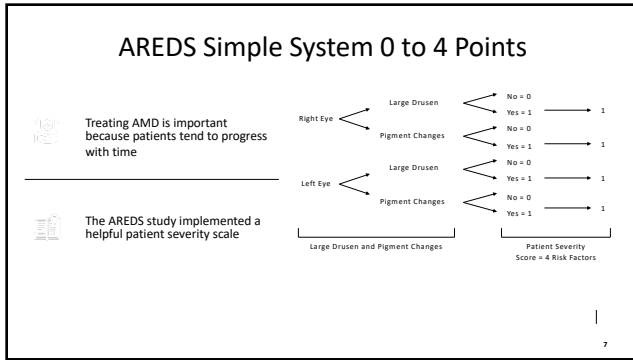 AREDS Simple System 0 to 4 Points
Treating AMD is important
because patients tend to progress
with time
The AREDS study implemented a
helpful patient severity scale
Right Eye
Large Drusen
No = 0
Yes = 1
1
Pigment Changes
No = 0
Yes = 1
1
Left Eye
Large Drusen
No = 0
Yes = 1
1
Pigment Changes
No = 0
Yes = 1
1
Large Drusen and Pigment Changes
Patient Severity
Score = 4 Risk Factors
7